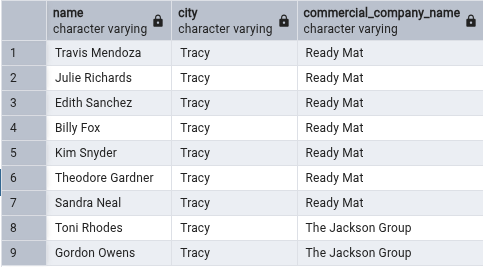 name city commercial_company_name
character varying character varying character varying
1 Travis Mendoza Tracy Ready Mat
2 Julie Richards Tracy Ready Mat
3 Edith Sanchez Tracy Ready Mat
4 Billy Fox Tracy Ready Mat
5 Kim Snyder Tracy Ready Mat
6 Theodore Gardner Tracy Ready Mat
7 Sandra Neal Tracy Ready Mat
8 Toni Rhodes Tracy The Jackson Group
9 Gordon Owens Tracy The Jackson Group